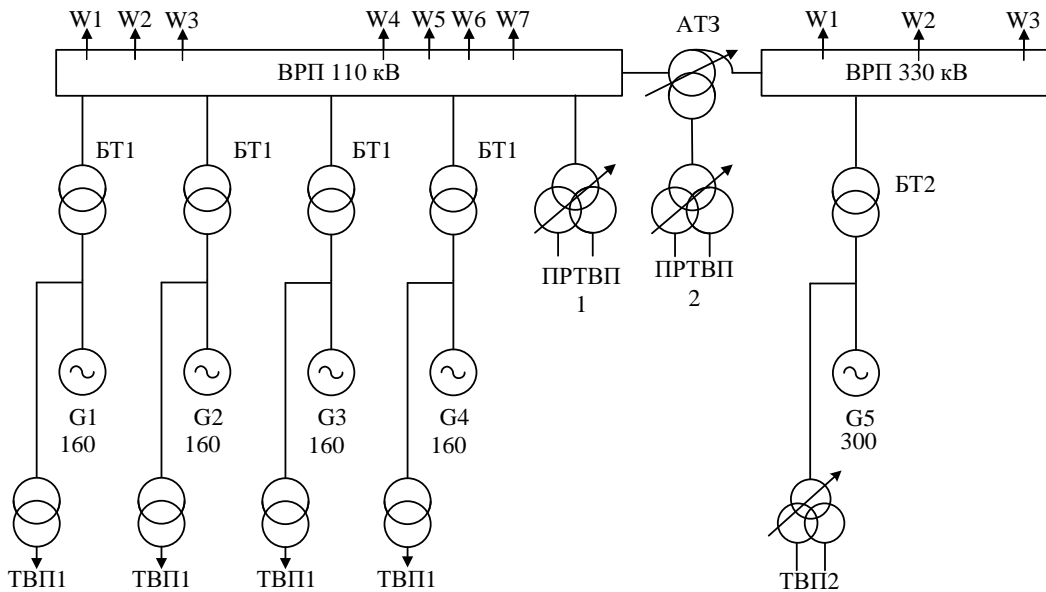 W1 W2 W3 W4 W5 W6 W7 АТЗ W1 W2 W3
ВРП 110 кВ ВРП 330 кВ
БТ1 БТ1 БТ1 БТ1 БТ2
ПРТВП ПРТВП
1 2
G1 G2 G3 G4 G5
160 160 160 160 300
ТВП1 ТВП1 ТВП1 ТВП1 ТВП2